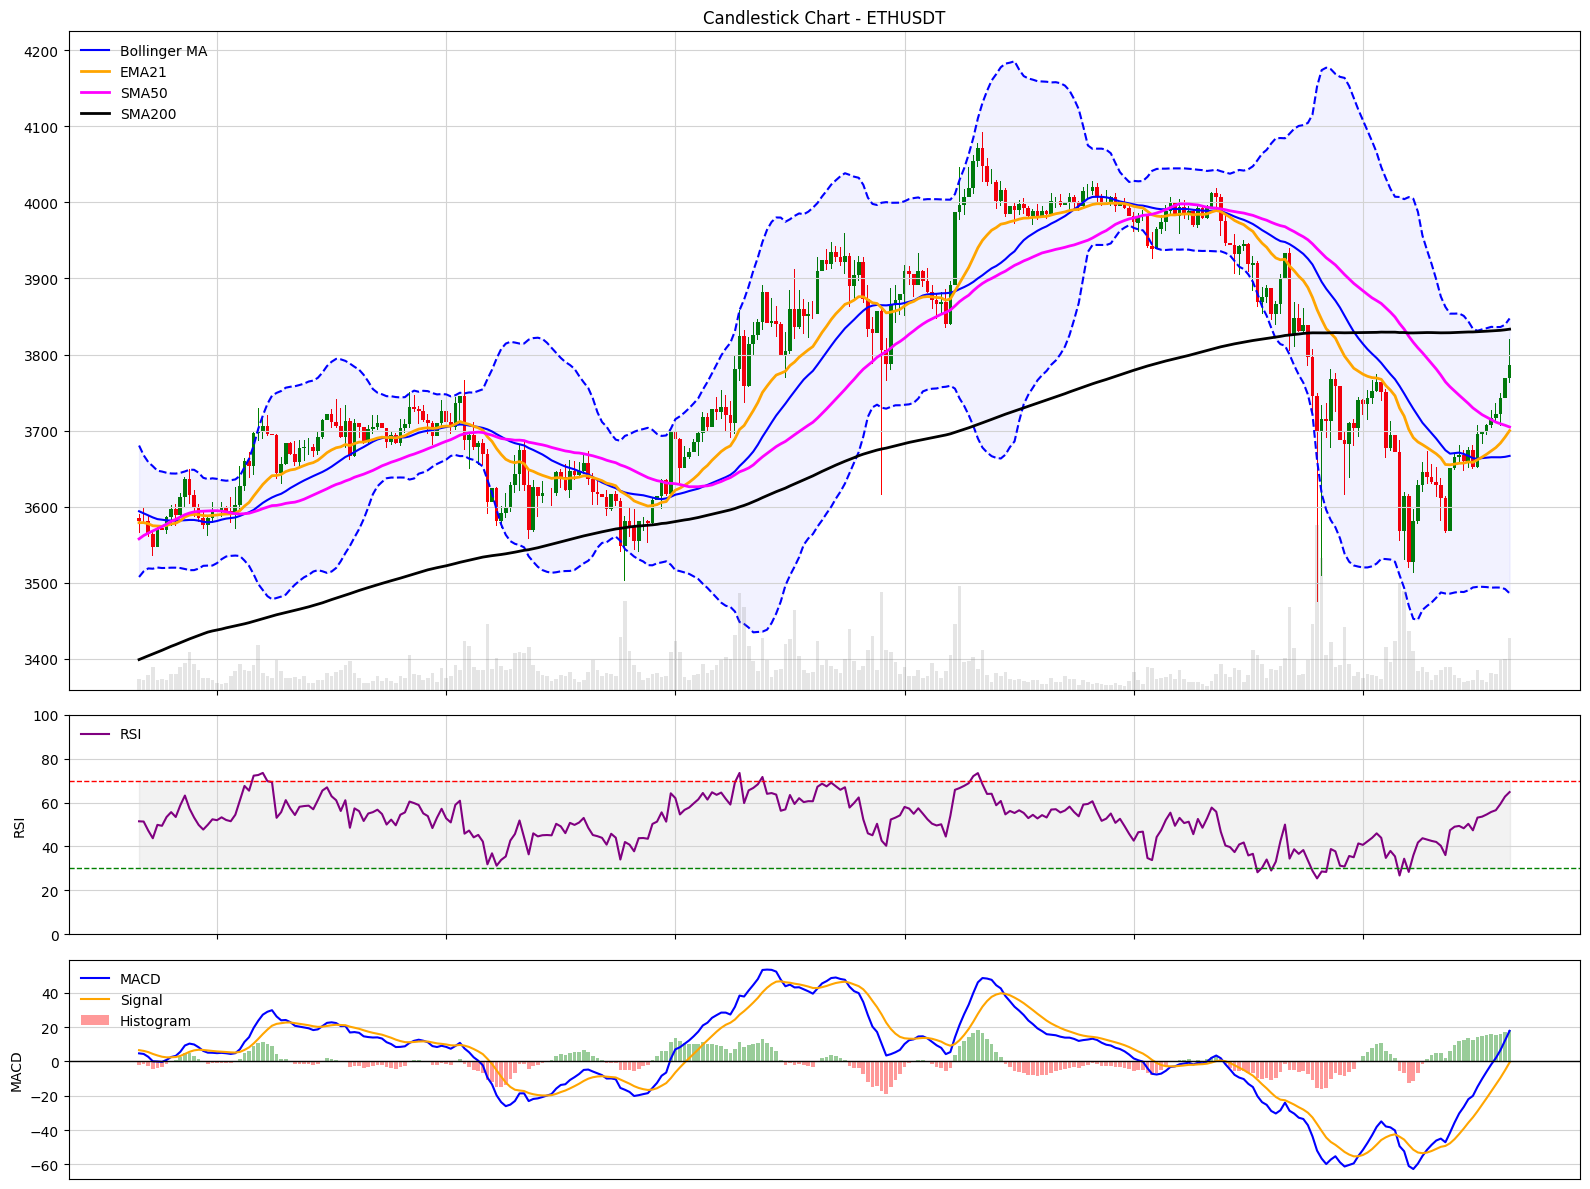 Candlestick Chart - ETHUSDT
4200
4100
4000
3900
3800
3700
3600
3500
3400
Bollinger MA
EMA21
SMA50
SMA200
100
80
60
40
20
0
RSI
RSI
40
20
0
−20
−40
−60
MACD
MACD
Signal
Histogram